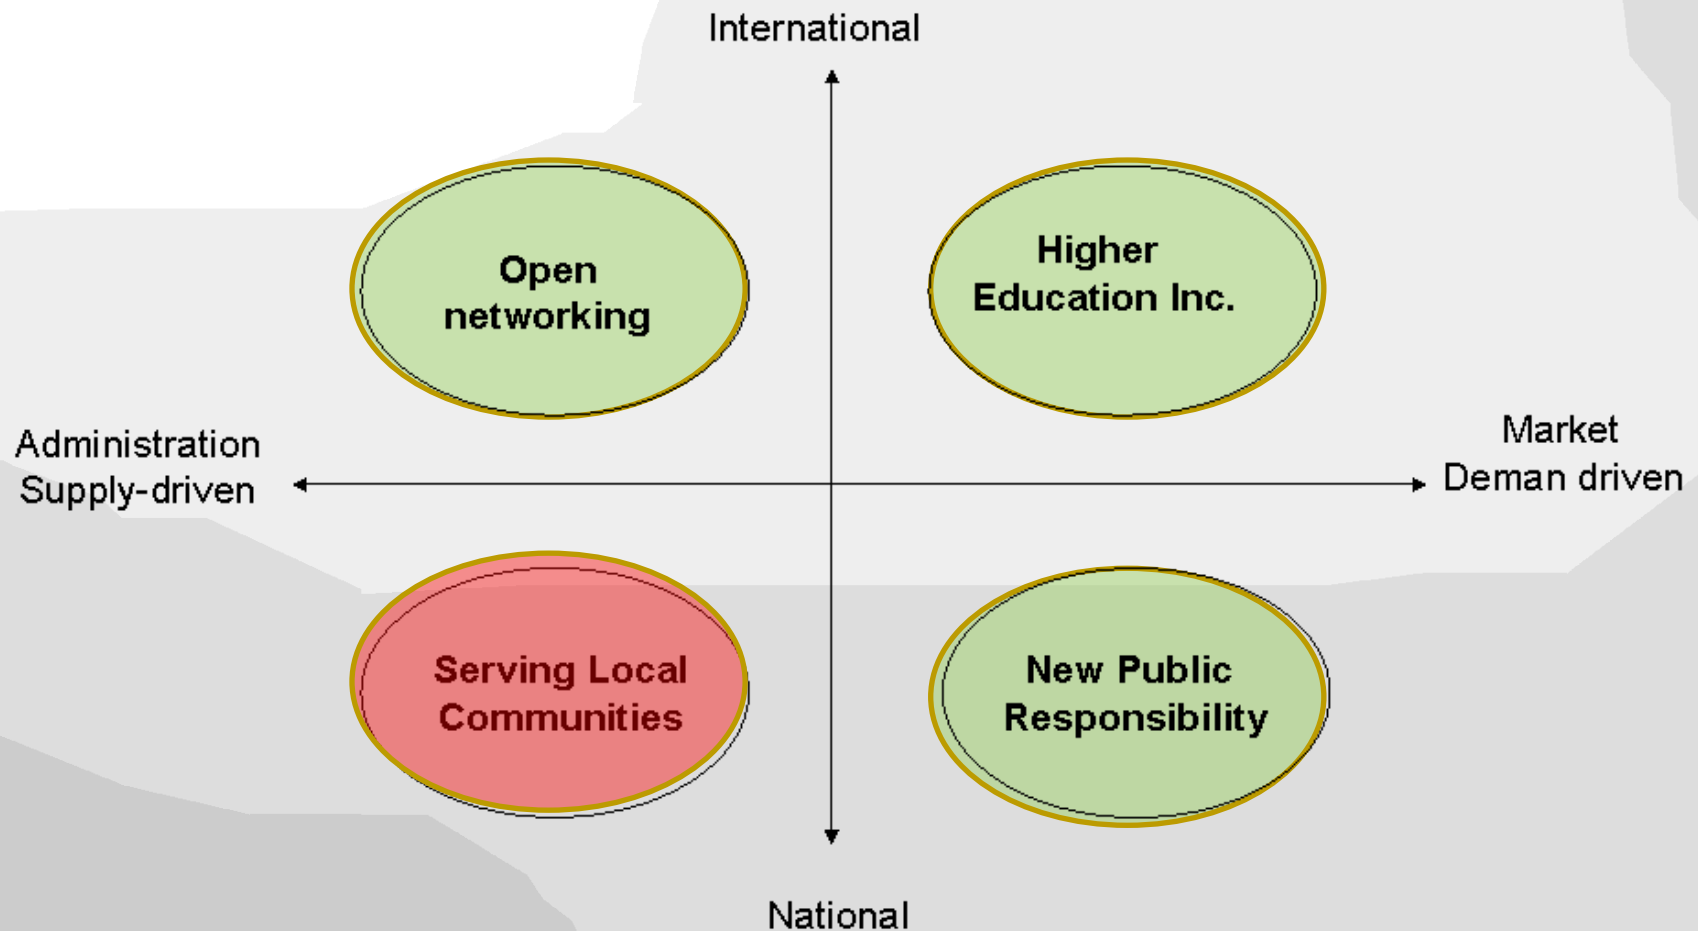 International
Open
networking
Higher
Education Inc.
Administration
Supply-driven
Market
Deman driven
Serving Local
Communities
New Public
Responsibility
National